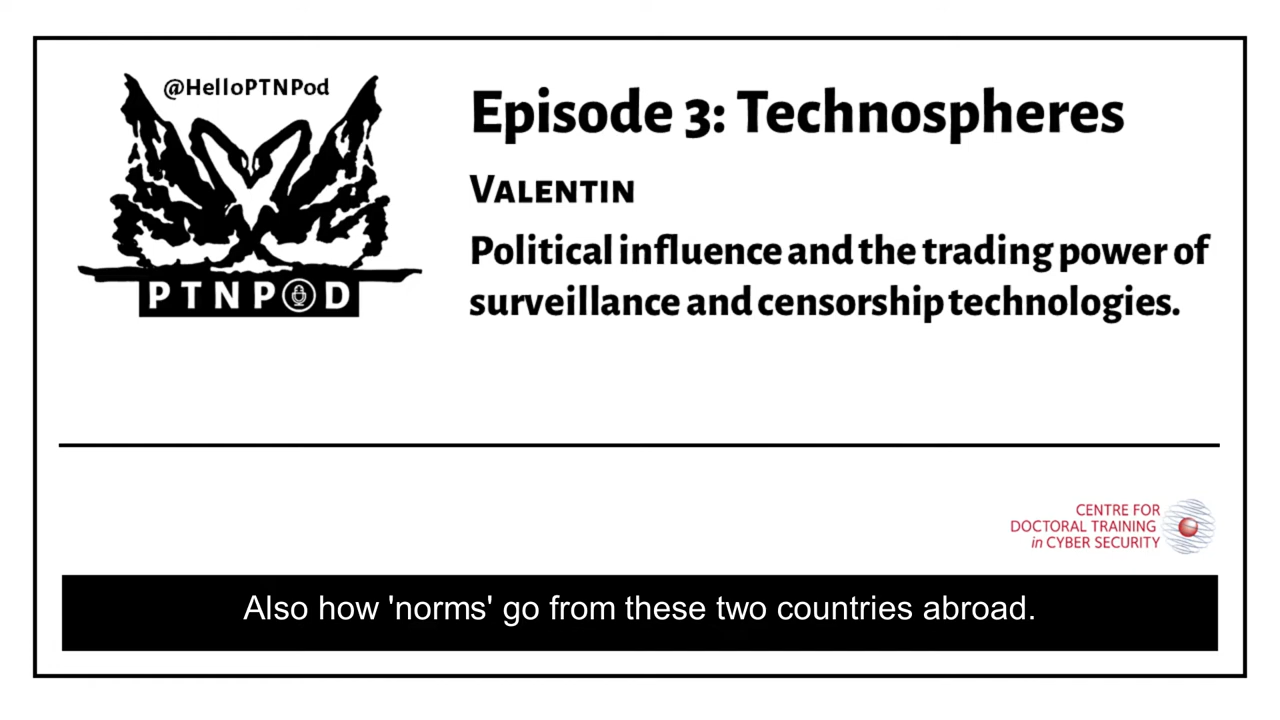 @HelloPTNPod
PTNPOD
Episode 3: Technospheres
VALENTIN
Political influence and the trading power of
surveillance and censorship technologies.
CENTRE FOR
DOCTORAL TRAINING
in CYBER SECURITY
Also how 'norms' go from these two countries abroad.